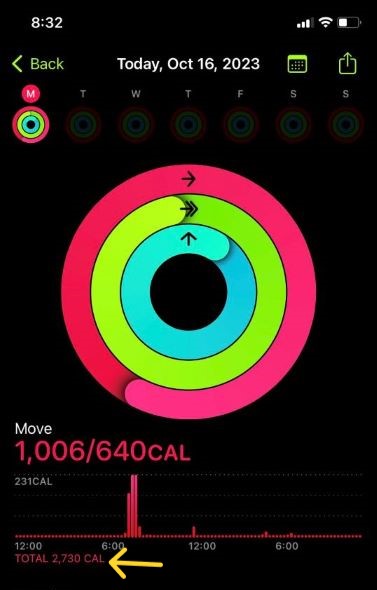 8:32
Back
Today, Oct 16, 2023
M T W T F S S
Move
1,006/640CAL
231CAL
12:00 6:00 12:00 6:00
TOTAL 2,730 CAL